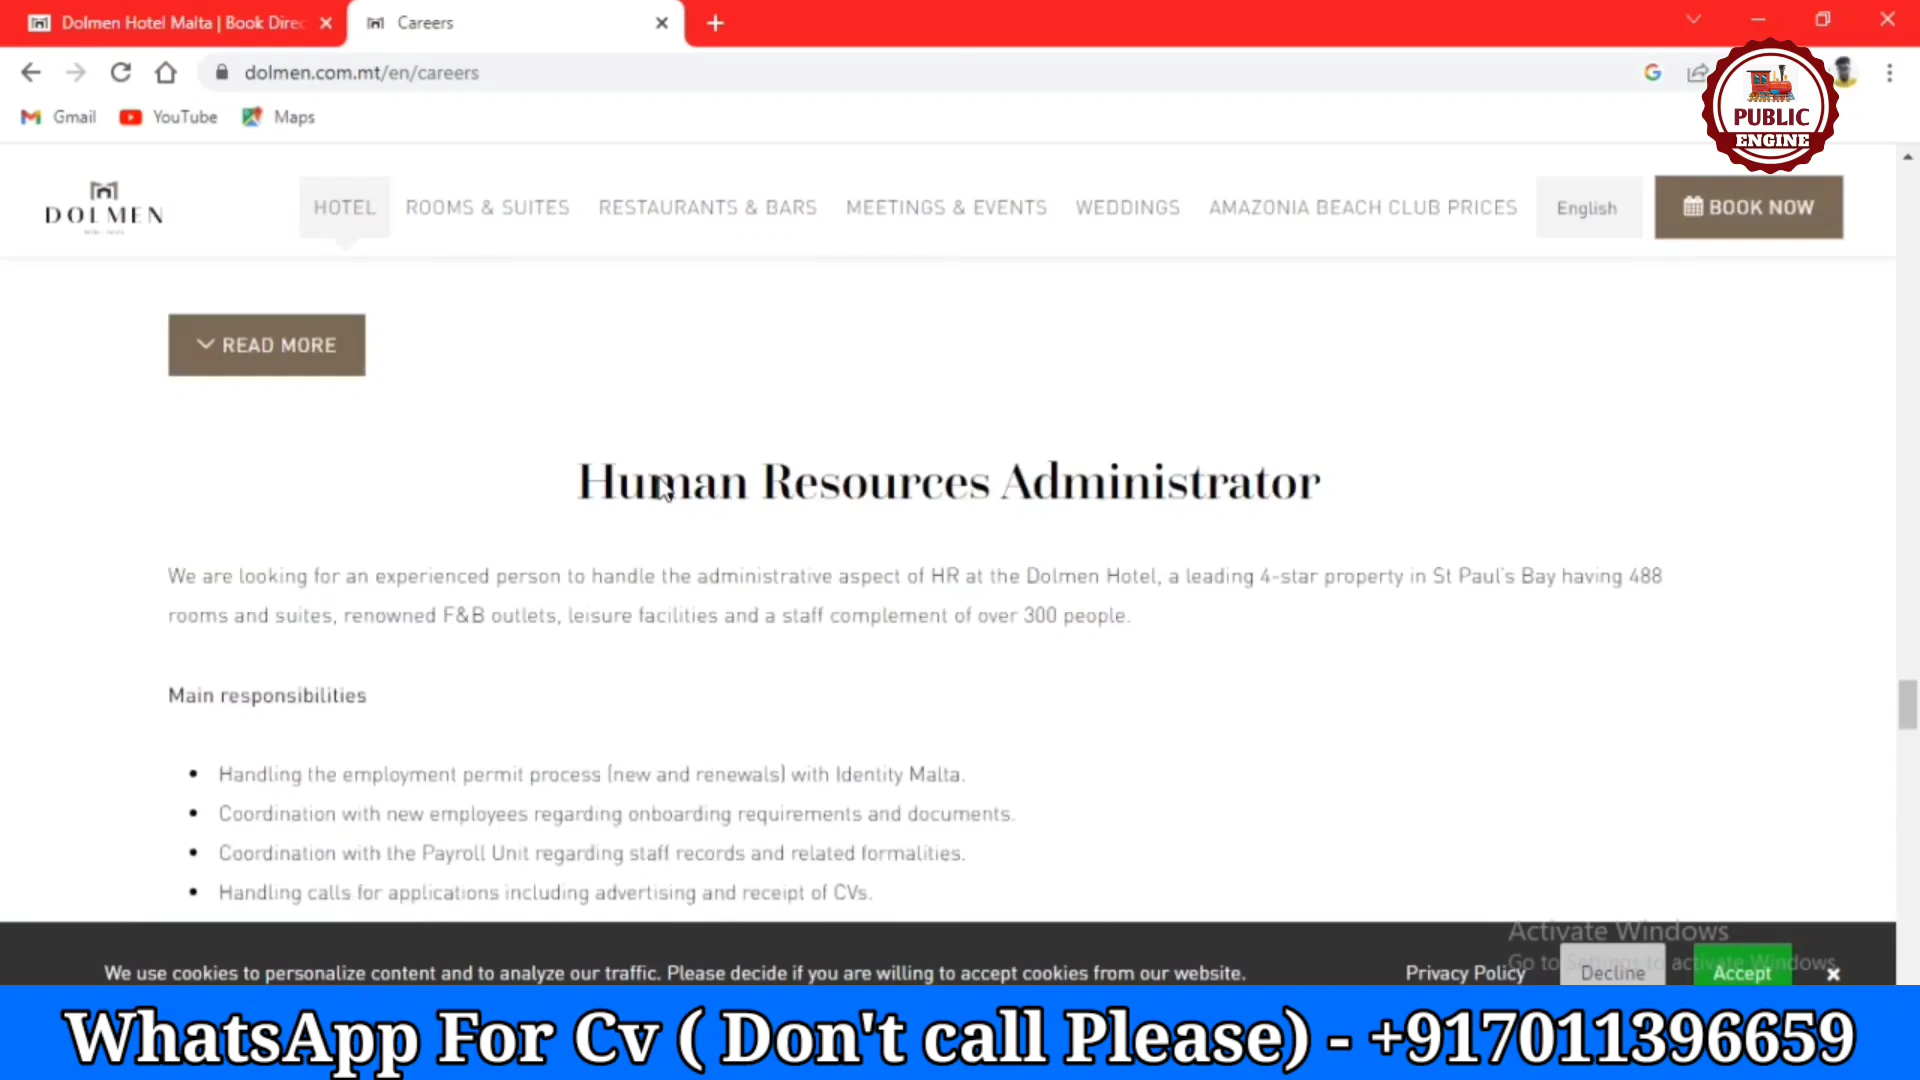 Dolmen Hotel Malta | Book Direc
Careers
dolmen.com.mt/en/careers
Gmail
YouTube
Maps
PUBLIC
ENGINE
DOLMEN
HOTEL
ROOMS & SUITES
RESTAURANTS & BARS
MEETINGS & EVENTS
WEDDINGS
AMAZONIA BEACH CLUB PRICES
English
BOOK NOW
READ MORE
Human Resources Administrator
We are looking for an experienced person to handle the administrative aspect of HR at the Dolmen Hotel, a leading 4-star property in St Paul's Bay having 488
rooms and suites, renowned F&B outlets, leisure facilities and a staff complement of over 300 people.
Main responsibilities
• Handling the employment permit process (new and renewals) with Identity Malta.
• Coordination with new employees regarding onboarding requirements and documents.
• Coordination with the Payroll Unit regarding staff records and related formalities.
• Handling calls for applications including advertising and receipt of CVs.
Activate Windows
Go to Settings to activate Windows.
We use cookies to personalize content and to analyze our traffic. Please decide if you are willing to accept cookies from our website.
Privacy Policy
Decline
Accept
WhatsApp For Cv ( Don't call Please) - +917011396659